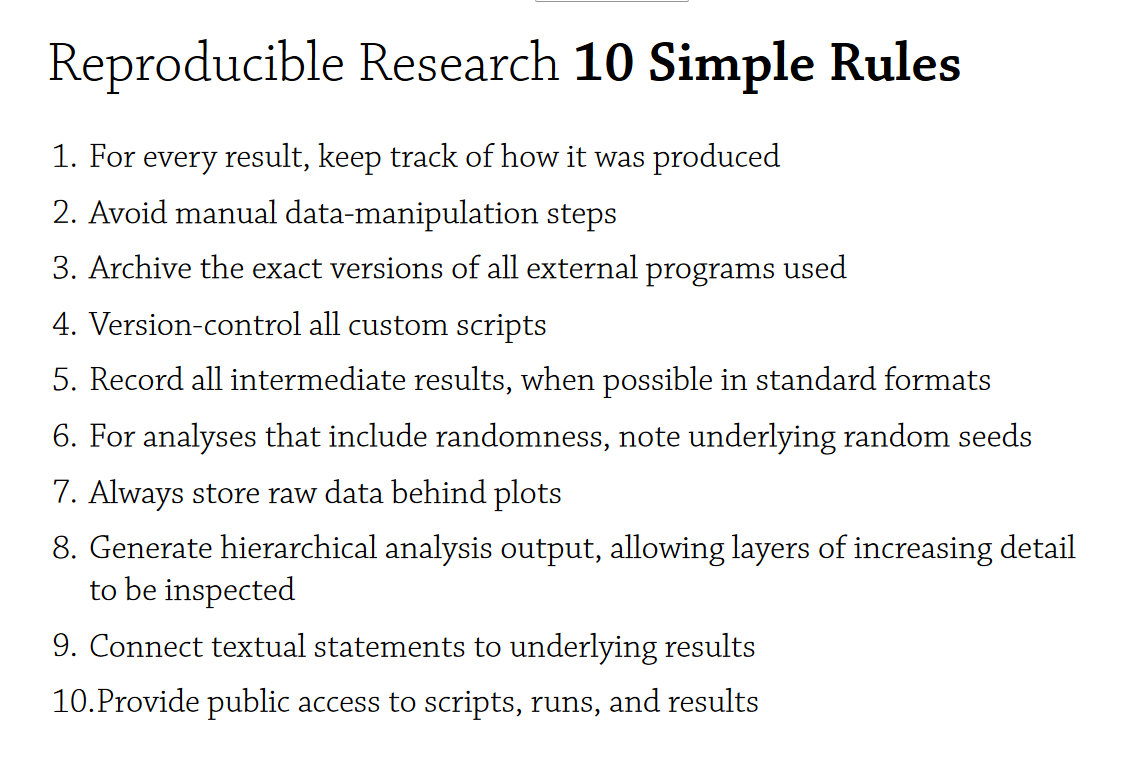 Reproducible Research 10 Simple Rules
1. For every result, keep track of how it was produced
2. Avoid manual data-manipulation steps
3. Archive the exact versions of all external programs used
4. Version-control all custom scripts
5. Record all intermediate results, when possible in standard formats
6. For analyses that include randomness, note underlying random seeds
7. Always store raw data behind plots
8. Generate hierarchical analysis output, allowing layers of increasing detail
to be inspected
9. Connect textual statements to underlying results
10.Provide public access to scripts, runs, and results